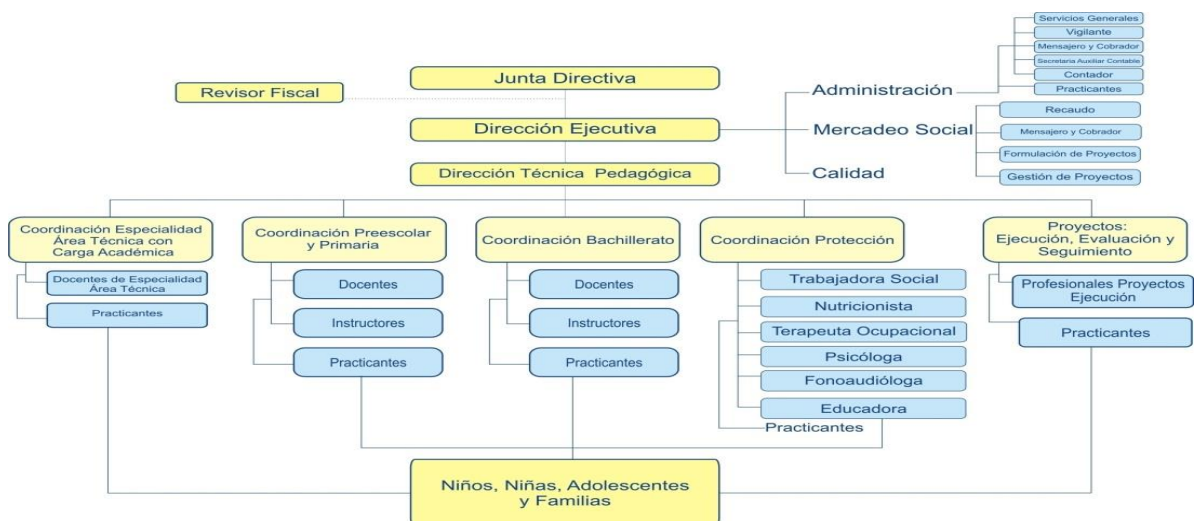 Junta Directiva
Revisor Fiscal
Dirección Ejecutiva
Dirección Técnica Pedagógica
Administración
Servicios Generales
Vigilante
Mensajero y Cobrador
Secretaria Auxiliar Contable
Contador
Practicantes
Mercadeo Social
Recaudo
Mensajero y Cobrador
Formulación de Proyectos
Gestión de Proyectos
Calidad
Coordinación Especialidad
Área Técnica con
Carga Académica
Docentes de Especialidad
Área Técnica
Practicantes
Coordinación Preescolar
y Primaria
Docentes
Instructores
Practicantes
Coordinación Bachillerato
Docentes
Instructores
Practicantes
Coordinación Protección
Trabajadora Social
Nutricionista
Terapeuta Ocupacional
Psicóloga
Fonoaudióloga
Educadora
Practicantes
Proyectos:
Ejecución, Evaluación y
Seguimiento
Profesionales Proyectos
Ejecución
Practicantes
Niños, Niñas, Adolescentes
y Familias